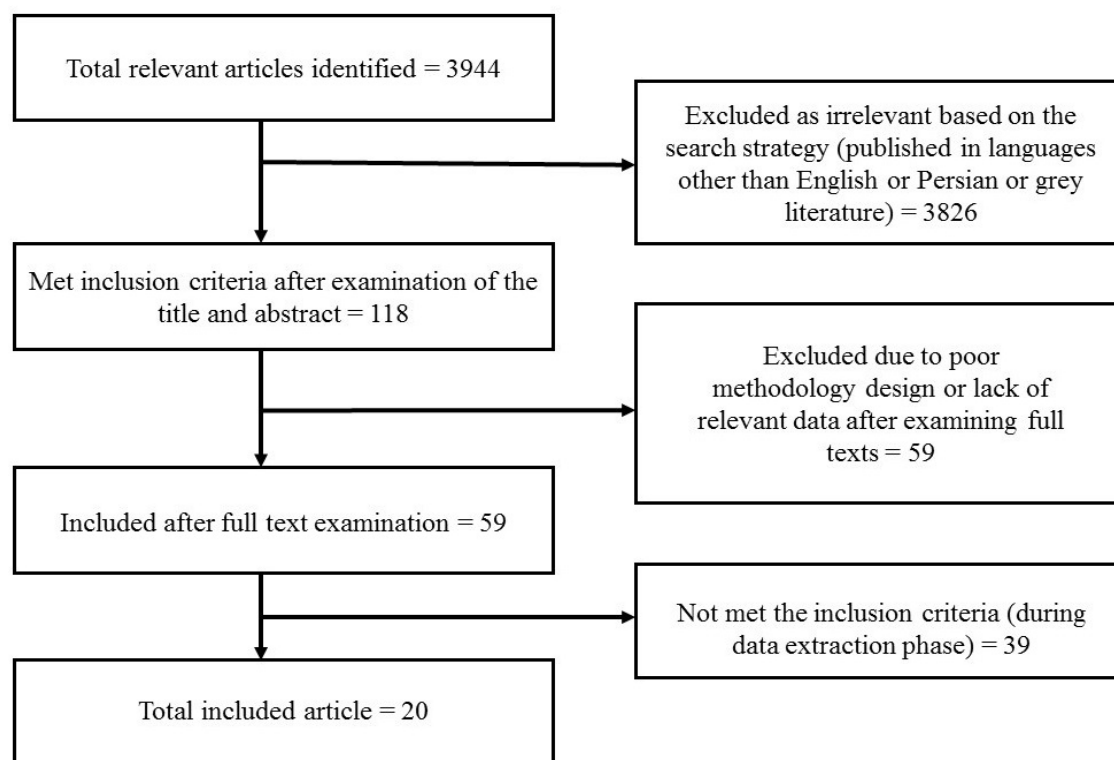 Total relevant articles identified = 3944
Excluded as irrelevant based on the
search strategy (published in languages
other than English or Persian or grey
literature) = 3826
Met inclusion criteria after examination of the
title and abstract = 118
Excluded due to poor
methodology design or lack of
relevant data after examining full
texts = 59
Included after full text examination = 59
Not met the inclusion criteria (during
data extraction phase) = 39
Total included article = 20